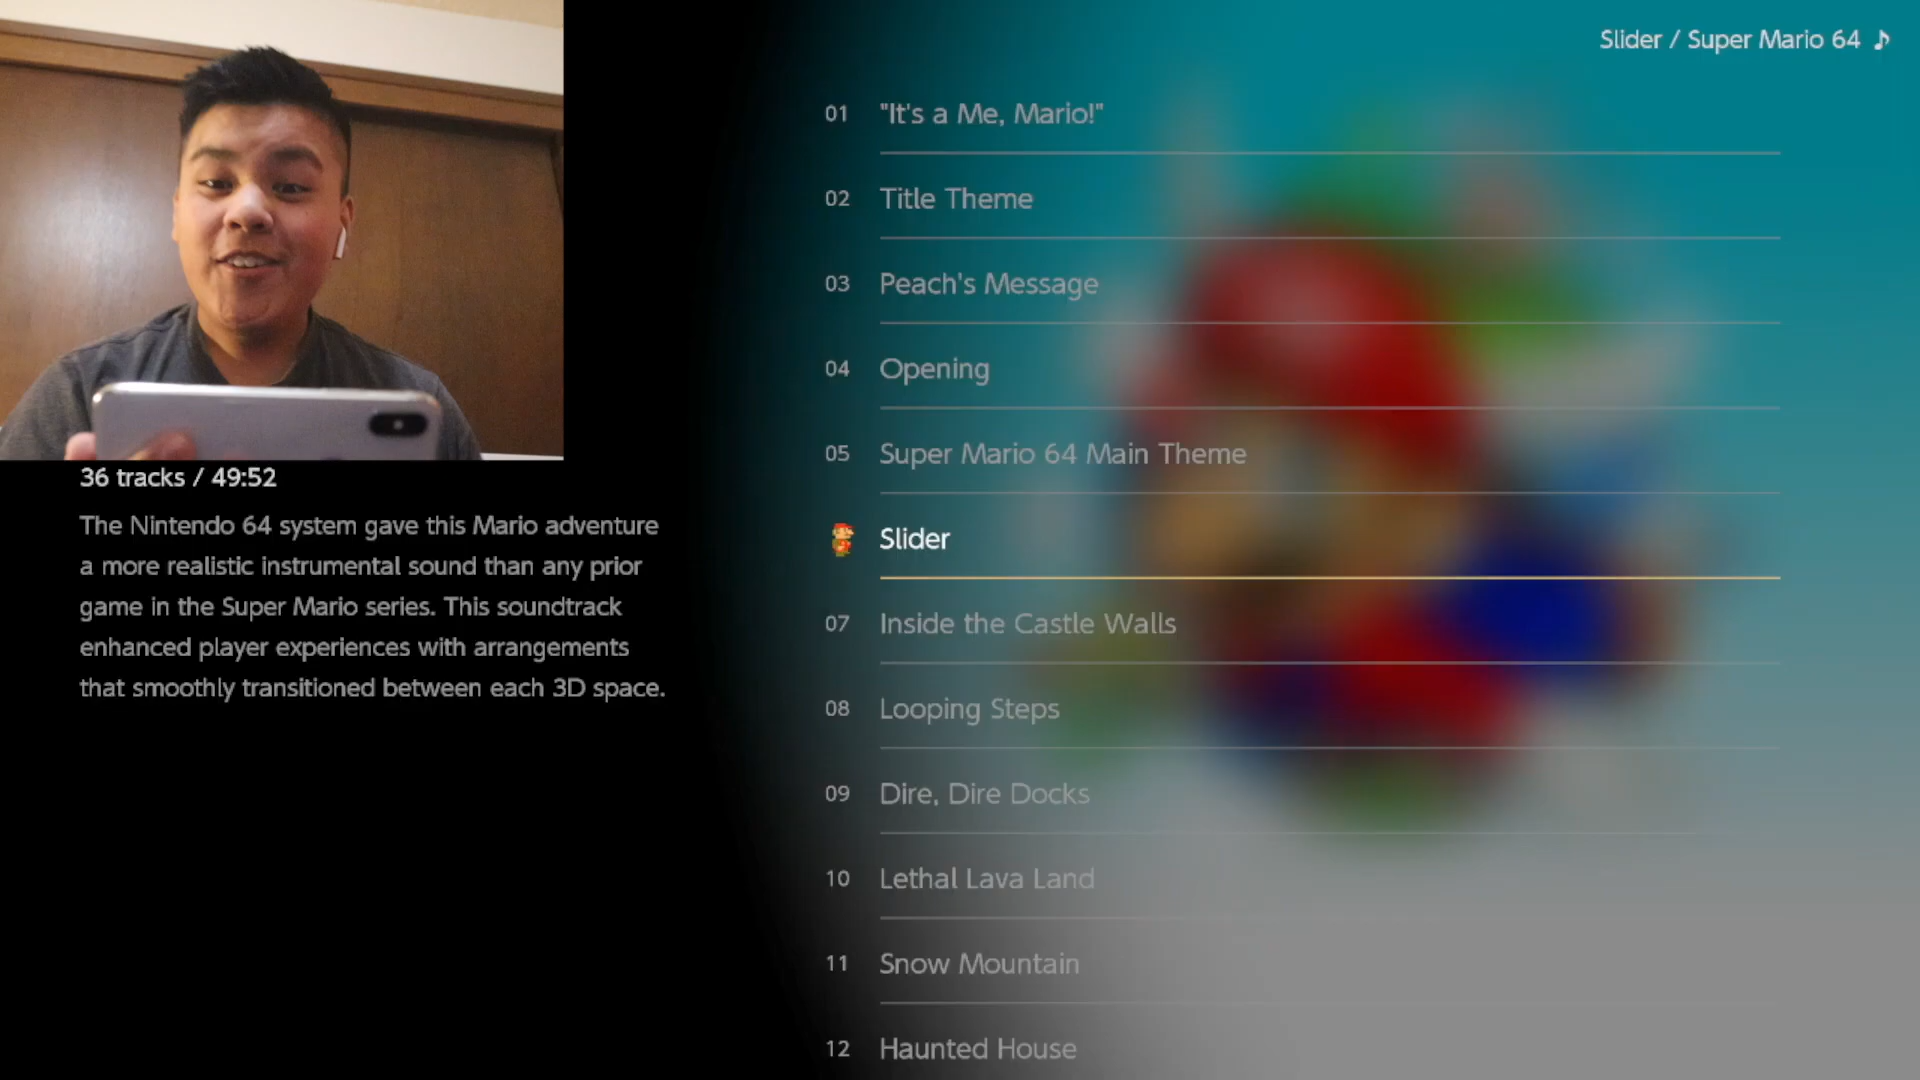 Slider / Super Mario 64 ♪
36 tracks / 49:52
The Nintendo 64 system gave this Mario adventure
a more realistic instrumental sound than any prior
game in the Super Mario series. This soundtrack
enhanced player experiences with arrangements
that smoothly transitioned between each 3D space.
01 "It's a Me, Mario!"
02 Title Theme
03 Peach's Message
04 Opening
05 Super Mario 64 Main Theme
Slider
07 Inside the Castle Walls
08 Looping Steps
09 Dire, Dire Docks
10 Lethal Lava Land
11 Snow Mountain
12 Haunted House